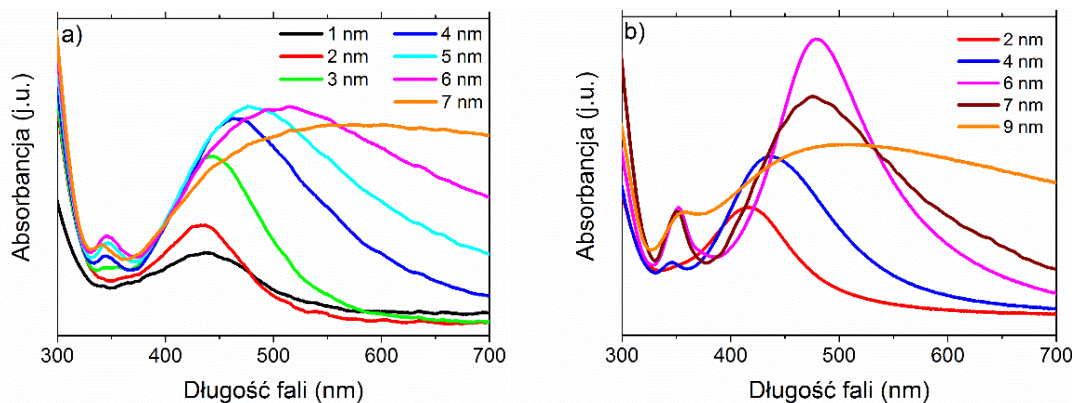 a)
1 nm
2 nm
3 nm
4 nm
5 nm
6 nm
7 nm
Absorbancja (j.u.)
300 400 500 600 700
Długość fali (nm)
b)
2 nm
4 nm
6 nm
7 nm
9 nm
Absorbancja (j.u.)
300 400 500 600 700
Długość fali (nm)